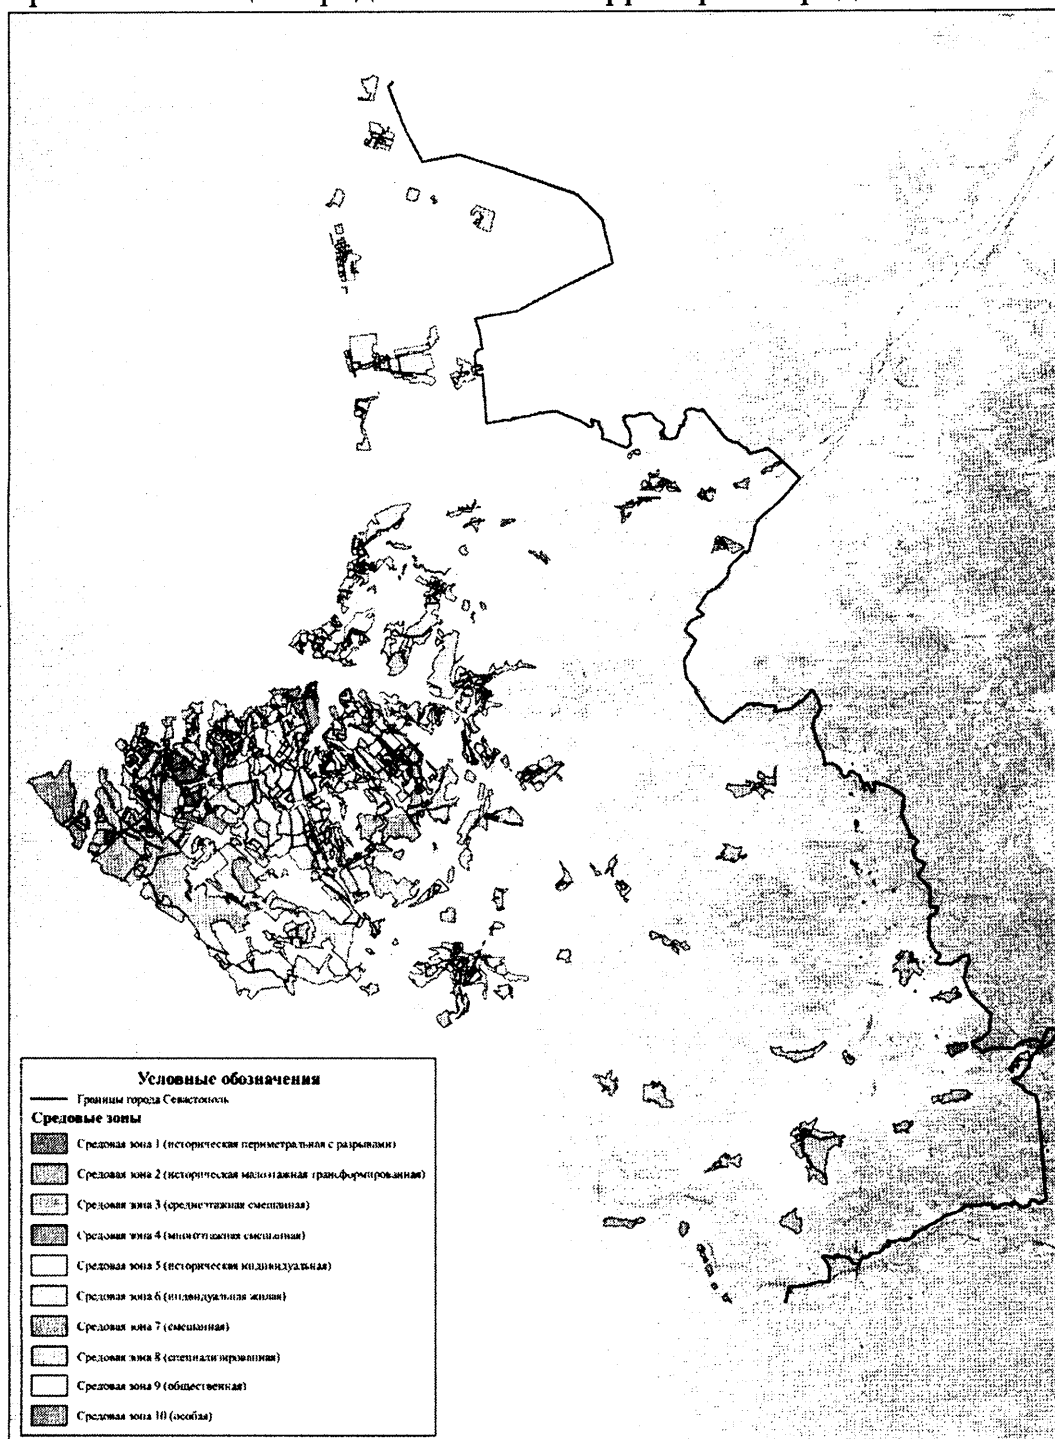 Условные обозначения
Границы города Севастополь
Средовые зоны
Средовая зона 1 (историческая периметральная с разрывами)
Средовая зона 2 (историческая малоэтажная трансформированная)
Средовая зона 3 (среднеэтажная смешанная)
Средовая зона 4 (многоэтажная смешанная)
Средовая зона 5 (историческая индивидуальная)
Средовая зона 6 (индивидуальная жилая)
Средовая зона 7 (смешанная)
Средовая зона 8 (специализированная)
Средовая зона 9 (общественная)
Средовая зона 10 (особая)